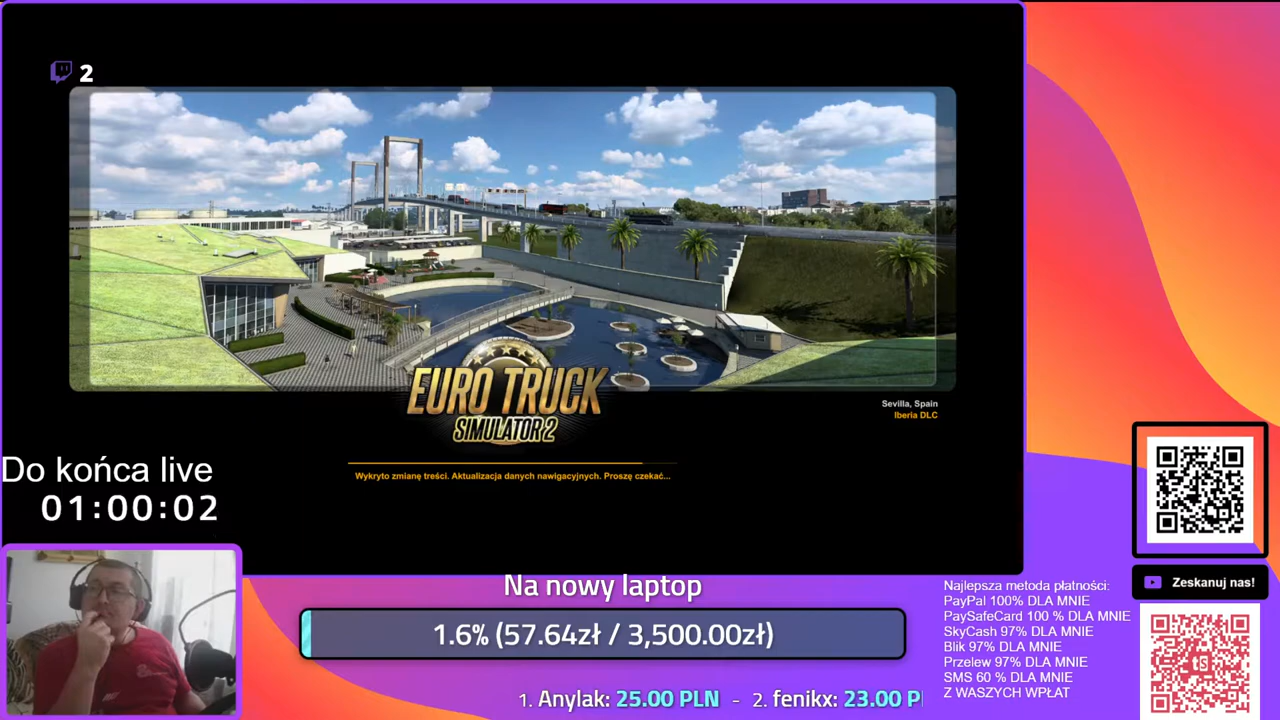 2
EURO TRUCK
SIMULATOR 2
Sevilla, Spain
Iberia DLC
Wykryto zmianę treści. Aktualizacja danych nawigacyjnych. Proszę czekać...
Do końca live
01:00:02
Na nowy laptop
1.6% (57.64zł / 3,500.00zł)
1. Anylak: 25.00 PLN - 2. fenikx: 23.00 P
Najlepsza metoda płatności:
PayPal 100% DLA MNIE
PaySafeCard 100 % DLA MNIE
SkyCash 97% DLA MNIE
Blik 97% DLA MNIE
Przelew 97% DLA MNIE
SMS 60 % DLA MNIE
Z WASZYCH WPŁAT
Zeskanuj nas!
tS